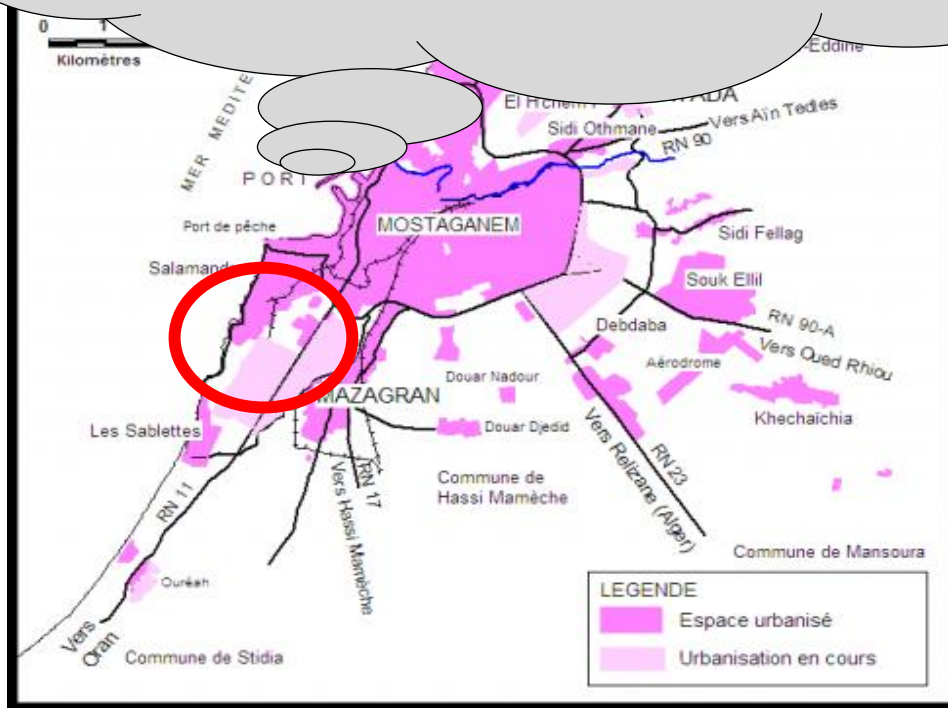 0 1
Kilomètres
-Eddine
MER MEDITE
El H'chem
ADA
Vers Aïn Tedles
Sidi Othmane
RN 90
PORT
MOSTAGANEM
Port de pêche
Sidi Fellag
Salamand
Souk Ellil
RN 90-A
Debdaba
Vers Oued Rhiou
Aérodrome
Douar Nadour
MAZAGRAN
Khechaïchia
Les Sablettes
Douar Djedid
Vers Relizane (Alger)
RN 23
Commune de
Hassi Mamèche
RN 17
Vers Hassi Mamèche
RN 11
Commune de Mansoura
Ouréah
LEGENDE
Espace urbanisé
Urbanisation en cours
Vers
Oran
Commune de Stidia